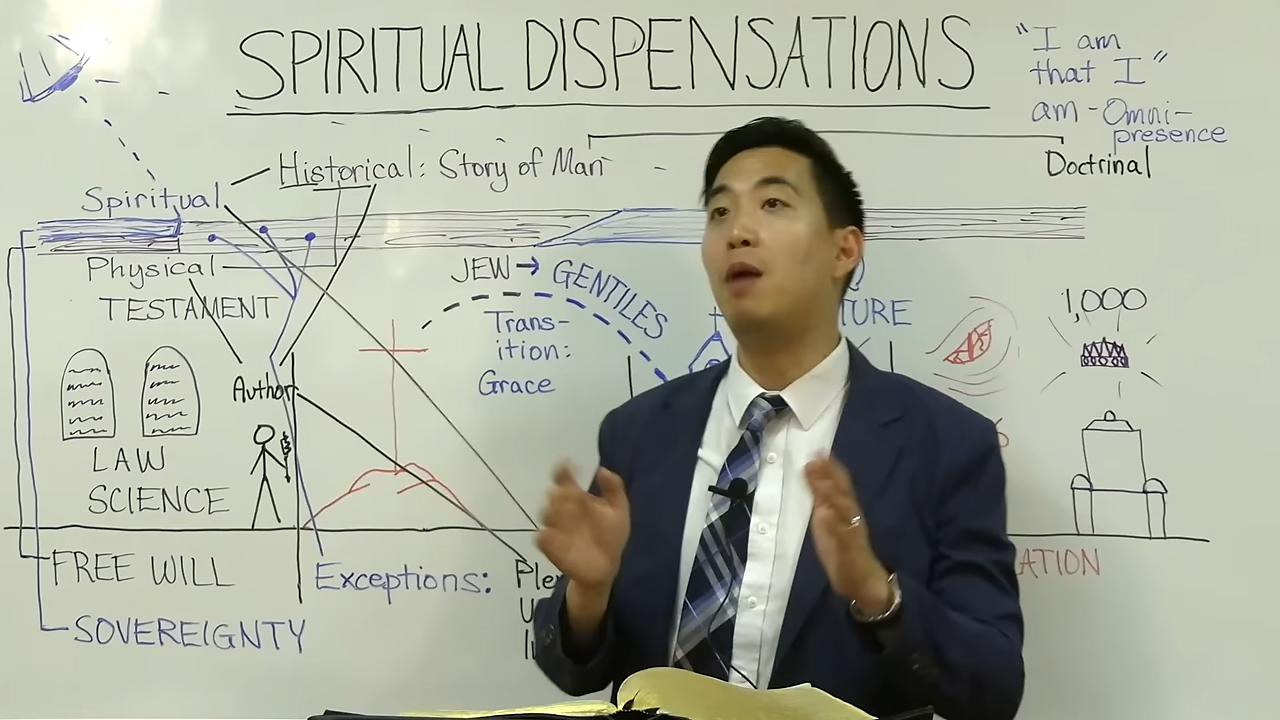 SPIRITUAL DISPENSATIONS
"I am
that I"
am - Omni-
presence
Historical: Story of Man
Doctrinal
Spiritual
Physical
TESTAMENT
JEW → GENTILES
Trans-
ition:
Grace
TURE
1,000
Author
LAW
SCIENCE
FREE WILL
Exceptions:
ATION
SOVEREIGNTY